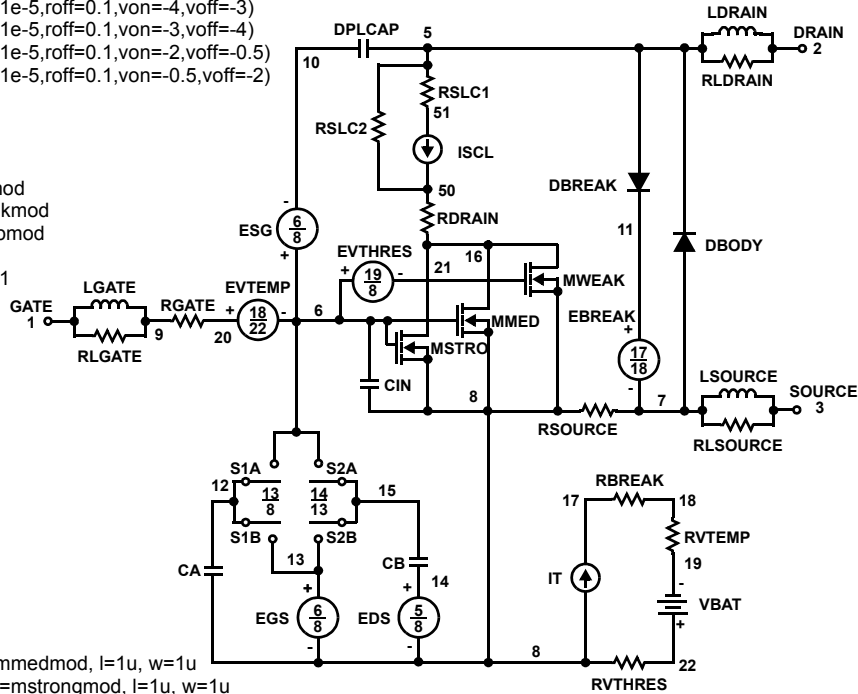 1e-5,roff=0.1,von=-4,voff=-3)
1e-5,roff=0.1,von=-3,voff=-4)
1e-5,roff=0.1,von=-2,voff=-0.5)
1e-5,roff=0.1,von=-0.5,voff=-2)
LDRAIN
DPLCAP
5
DRAIN
2
10
RLDRAIN
RSLC1
51
RSLC2
ISCL
50
DBREAK
RDRAIN
ESG
-
6
8
+
11
DBODY
EVTHRES
+
19
8
-
21
16
MWEAK
LGATE
GATE
1
RLGATE
9
RGATE
20
EVTEMP
+
18
22
-
6
MMED
MSTRO
EBREAK
+
17
18
-
CIN
8
RSOURCE
7
LSOURCE
SOURCE
3
RLSOURCE
S1A
S2A
12
13
8
14
13
15
S1B
S2B
13
CA
CB
14
EGS
+
6
8
-
EDS
+
5
8
-
RBREAK
17
18
RVTEMP
19
IT
-
VBAT
+
8
22
RVTHRES
mod
kmod
omod
1
mmedmod, l=1u, w=1u
=mstrongmod, l=1u, w=1u